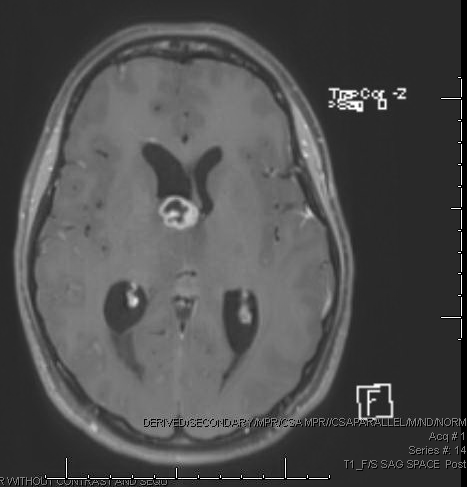 Tra>Cor -2
>Sag 0
F
DERIVED/SECONDARY/MPR/CSA MPR//CSAPARALLEL/M/ND/NORM
Acq # 1
Series #: 14
T1_F/S SAG SPACE Post
R WITHOUT CONTRAST AND SEQU